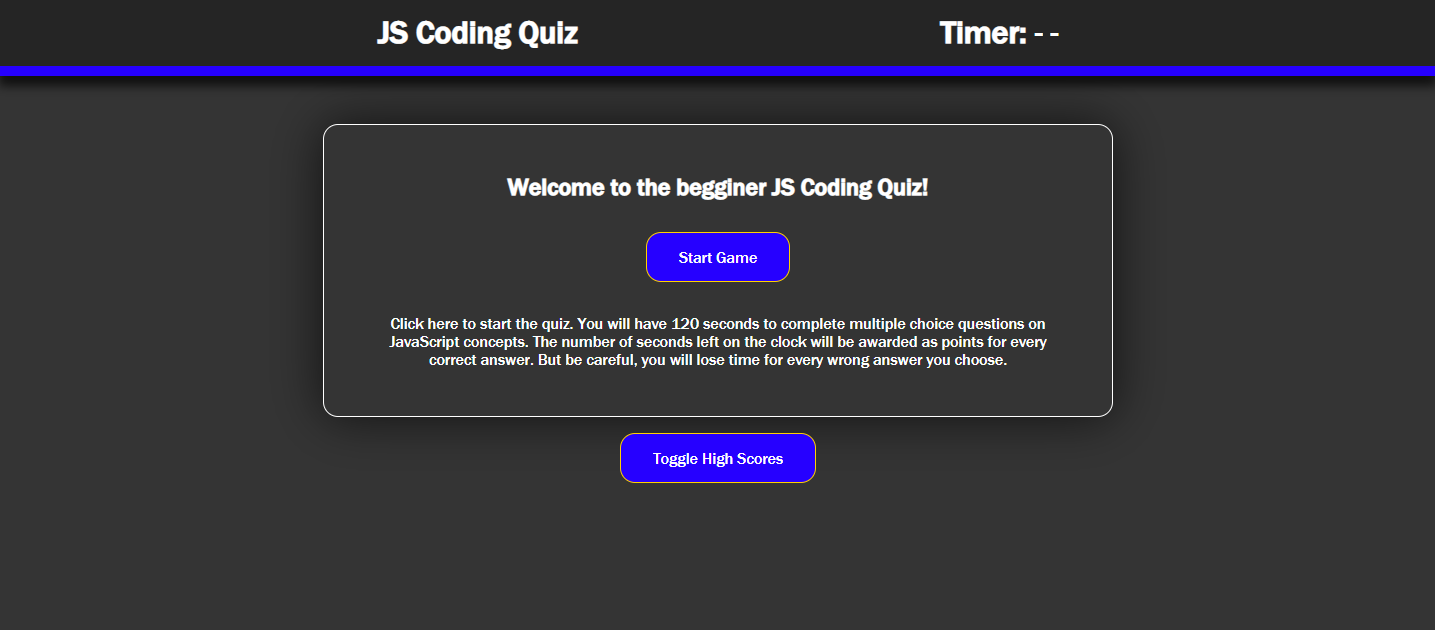 JS Coding Quiz
Timer: - -
Welcome to the begginer JS Coding Quiz!
Start Game
Click here to start the quiz. You will have 120 seconds to complete multiple choice questions on
JavaScript concepts. The number of seconds left on the clock will be awarded as points for every
correct answer. But be careful, you will lose time for every wrong answer you choose.
Toggle High Scores